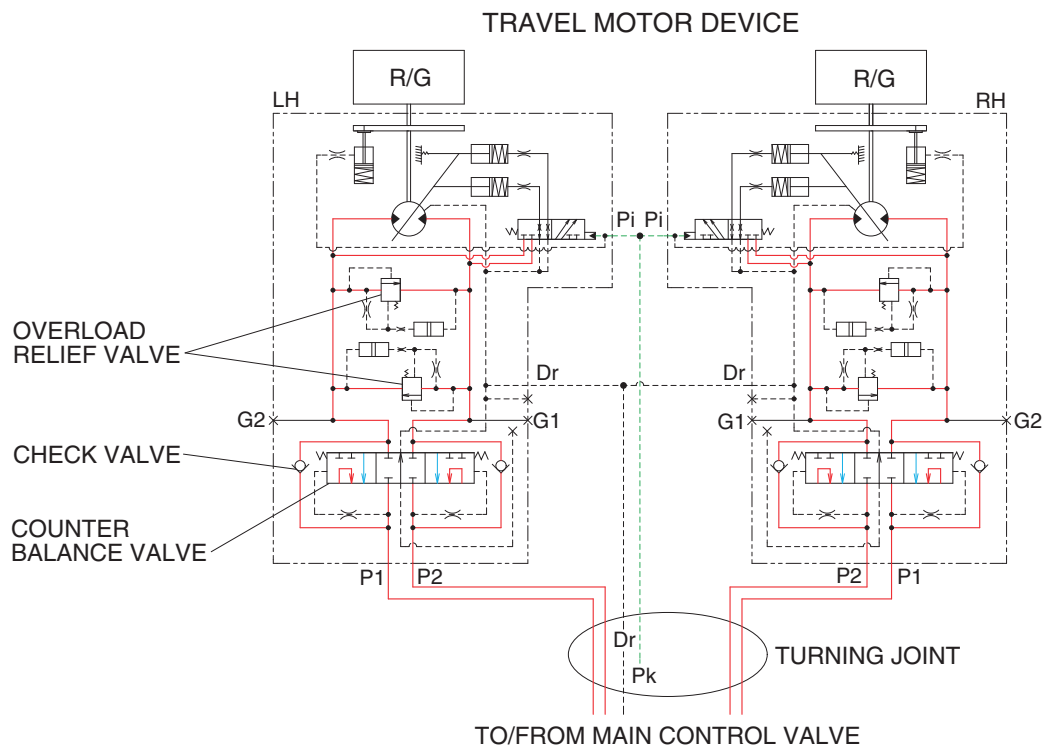 TRAVEL MOTOR DEVICE
R/G
R/G
LH
RH
Pi
Pi
OVERLOAD
RELIEF VALVE
Dr
Dr
G2
G1
G1
G2
CHECK VALVE
COUNTER
BALANCE VALVE
P1
P2
P2
P1
Dr
Pk
TURNING JOINT
TO/FROM MAIN CONTROL VALVE